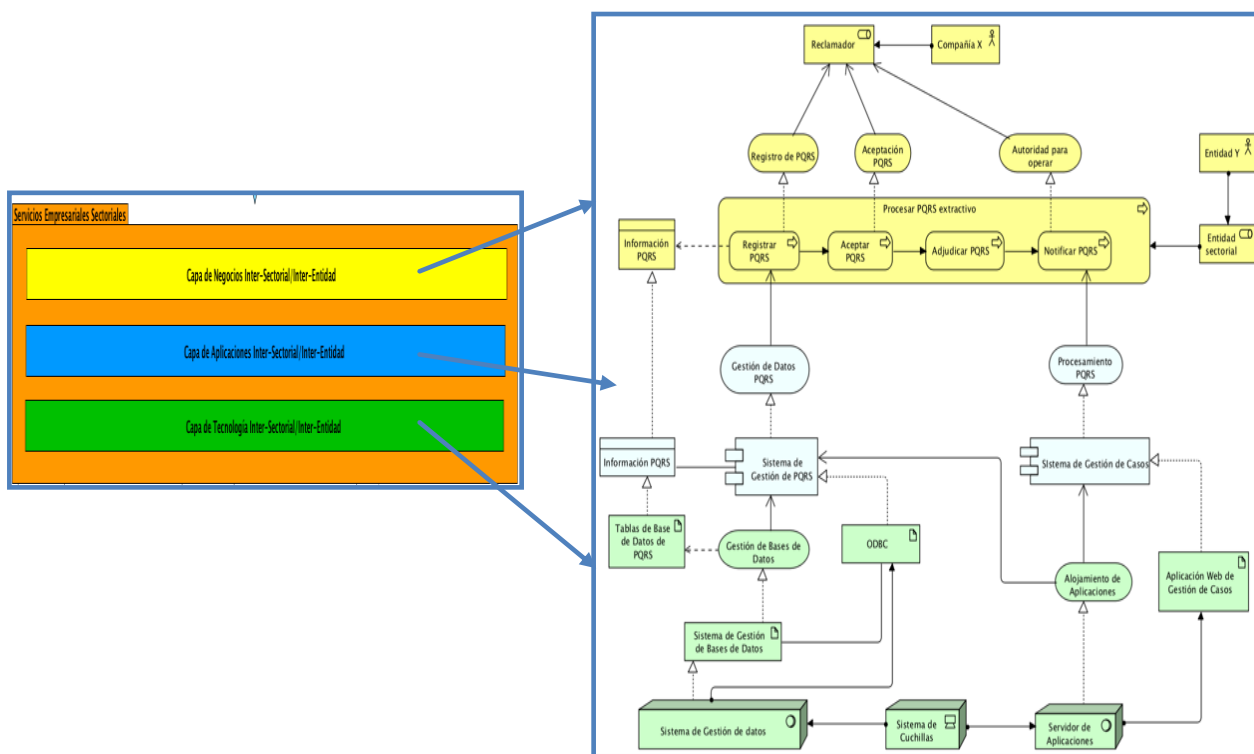 Servicios Empresariales Sectoriales
Capa de Negocios Inter-Sectorial/Inter-Entidad
Capa de Aplicaciones Inter-Sectorial/Inter-Entidad
Capa de Tecnología Inter-Sectorial/Inter-Entidad
Reclamador
Compañía X
Registro de PQRS
Aceptación
PQRS
Autoridad para
operar
Entidad Y
Procesar PQRS extractivo
Información
PQRS
Registrar
PQRS
Aceptar
PQRS
Adjudicar PQRS
Notificar PQRS
Entidad
sectorial
Gestión de Datos
PQRS
Procesamiento
PQRS
Información PQRS
Sistema de
Gestión de PQRS
SIstema de Gestión de Casos
Tablas de Base
de Datos de
PQRS
Gestión de Bases de
Datos
ODBC
Alojamiento de
Aplicaciones
Aplicación Web de
Gestión de Casos
Sistema de Gestión
de Bases de Datos
Sistema de Gestión de datos
Sistema de
Cuchillas
Servidor de
Aplicaciones